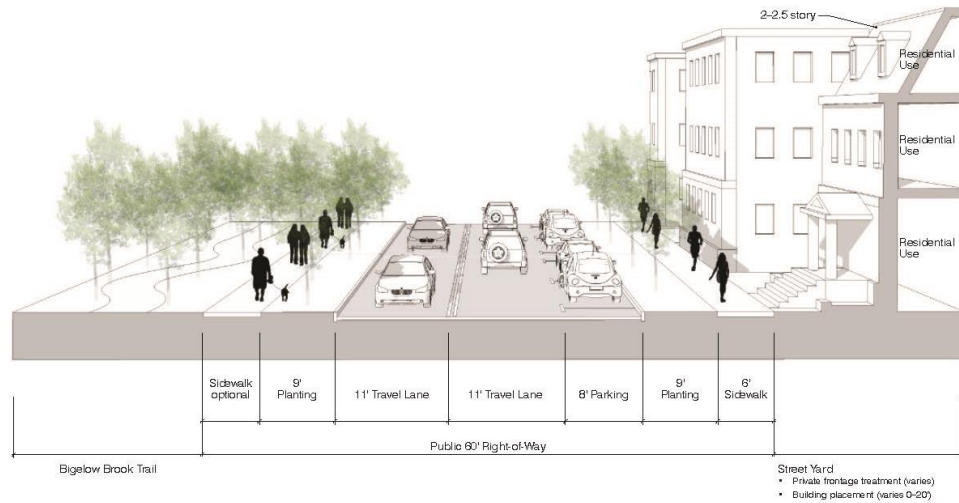 2–2.5 story
Residential
Use
Residential
Use
Residential
Use
Sidewalk
optional
9'
Planting
11' Travel Lane
11' Travel Lane
8' Parking
9'
Planting
6'
Sidewalk
Public 60' Right-of-Way
Bigelow Brook Trail
Street Yard
• Private frontage treatment (varies)
• Building placement (varies 0–20')